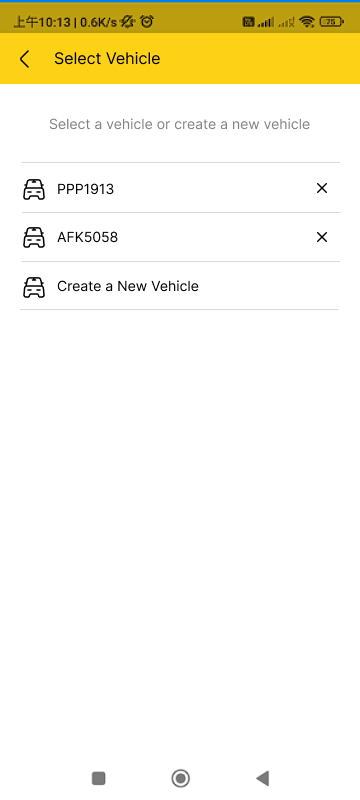 上午10:13 | 0.6K/s
75
Select Vehicle
Select a vehicle or create a new vehicle
PPP1913
AFK5058
Create a New Vehicle